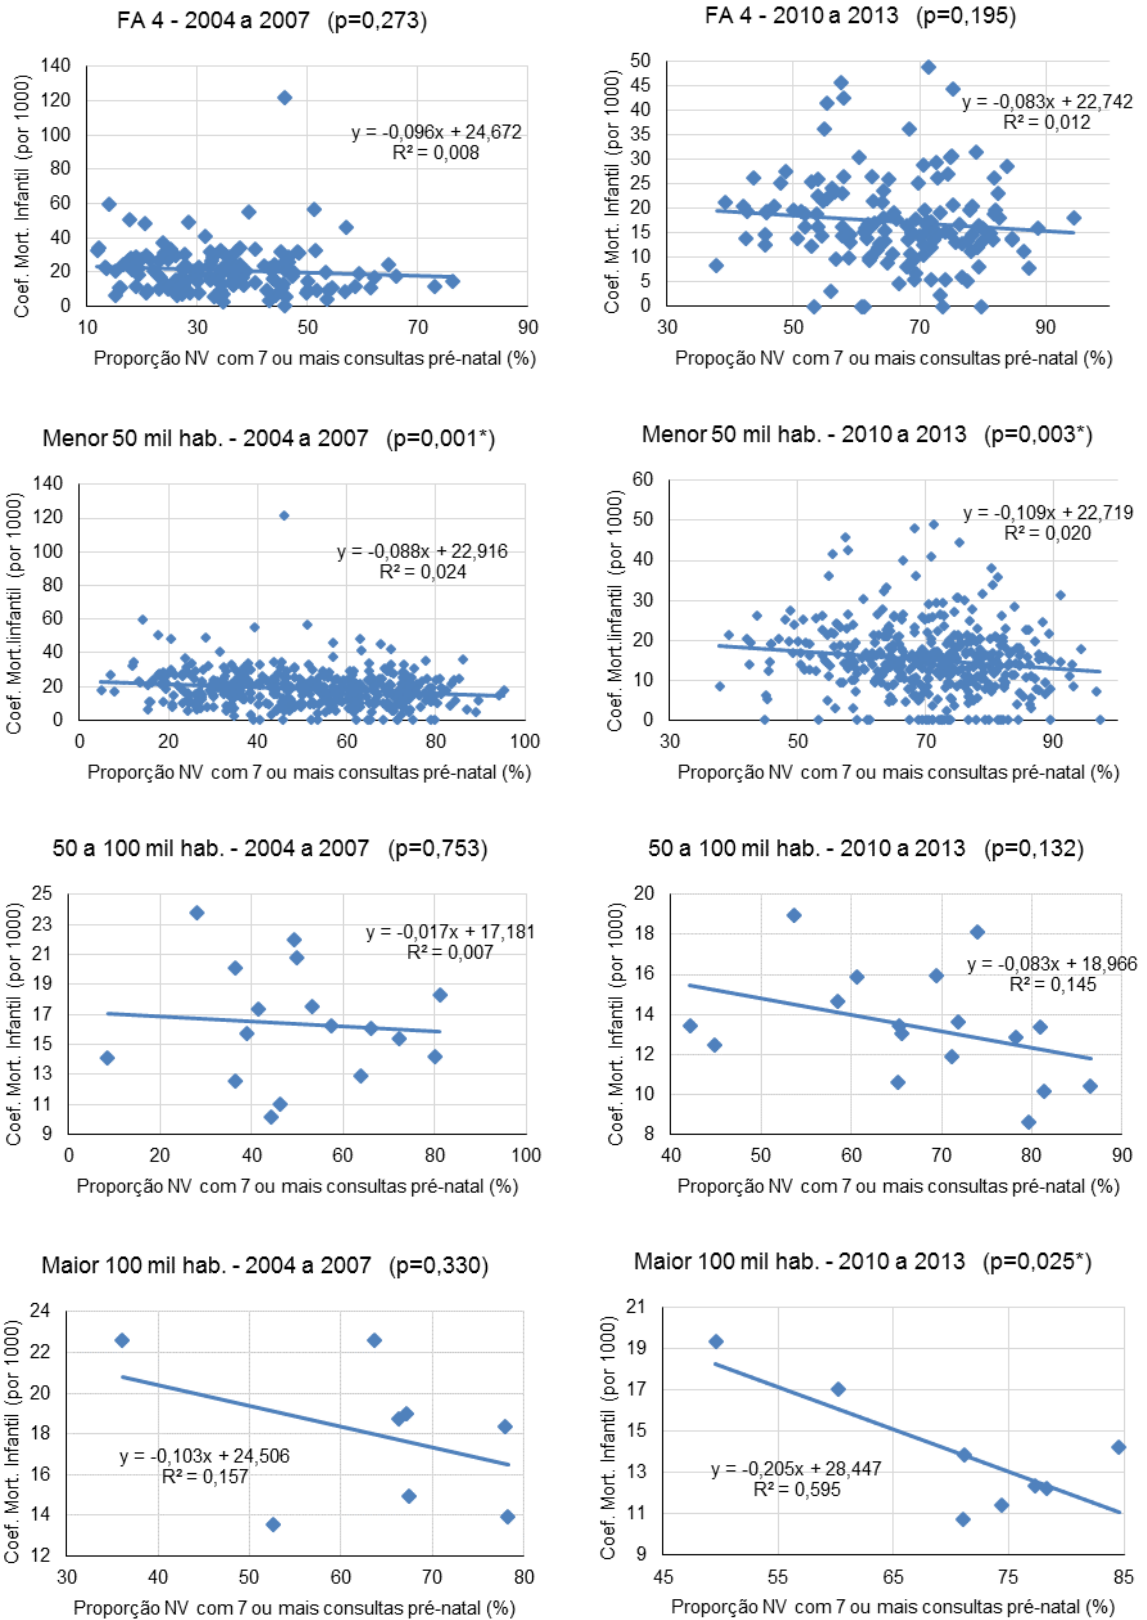 FA 4 - 2004 a 2007 (p=0,273)
Coef. Mort. Infantil (por 1000)
140
120
100
80
60
40
20
0
y = -0,096x + 24,672
R² = 0,008
10 30 50 70 90
Proporção NV com 7 ou mais consultas pré-natal (%)
FA 4 - 2010 a 2013 (p=0,195)
Coef. Mort. Infantil (por 1000)
50
45
40
35
30
25
20
15
10
5
0
y = -0,083x + 22,742
R² = 0,012
30 50 70 90
Proporção NV com 7 ou mais consultas pré-natal (%)
Menor 50 mil hab. - 2004 a 2007 (p=0,001*)
Coef. Mort.Iinfantil (por 1000)
140
120
100
80
60
40
20
0
y = -0,088x + 22,916
R² = 0,024
0 20 40 60 80 100
Proporção NV com 7 ou mais consultas pré-natal (%)
Menor 50 mil hab. - 2010 a 2013 (p=0,003*)
Coef. Mort. Infantil (por 1000)
60
50
40
30
20
10
0
y = -0,109x + 22,719
R² = 0,020
30 50 70 90
Proporção NV com 7 ou mais consultas pré-natal (%)
50 a 100 mil hab. - 2004 a 2007 (p=0,753)
Coef. Mort. Infantil (por 1000)
25
23
21
19
17
15
13
11
9
y = -0,017x + 17,181
R² = 0,007
0 20 40 60 80 100
Proporção NV com 7 ou mais consultas pré-natal (%)
50 a 100 mil hab. - 2010 a 2013 (p=0,132)
Coef. Mort. Infantil (por 1000)
20
18
16
14
12
10
8
y = -0,083x + 18,966
R² = 0,145
40 50 60 70 80 90
Proporção NV com 7 ou mais consultas pré-natal (%)
Maior 100 mil hab. - 2004 a 2007 (p=0,330)
Coef. Mort. Infantil (por 1000)
24
22
20
18
16
14
12
y = -0,103x + 24,506
R² = 0,157
30 40 50 60 70 80
Proporção NV com 7 ou mais consultas pré-natal (%)
Maior 100 mil hab. - 2010 a 2013 (p=0,025*)
Coef. Mort. Infantil (por 1000)
21
19
17
15
13
11
9
y = -0,205x + 28,447
R² = 0,595
45 55 65 75 85
Proporção NV com 7 ou mais consultas pré-natal (%)